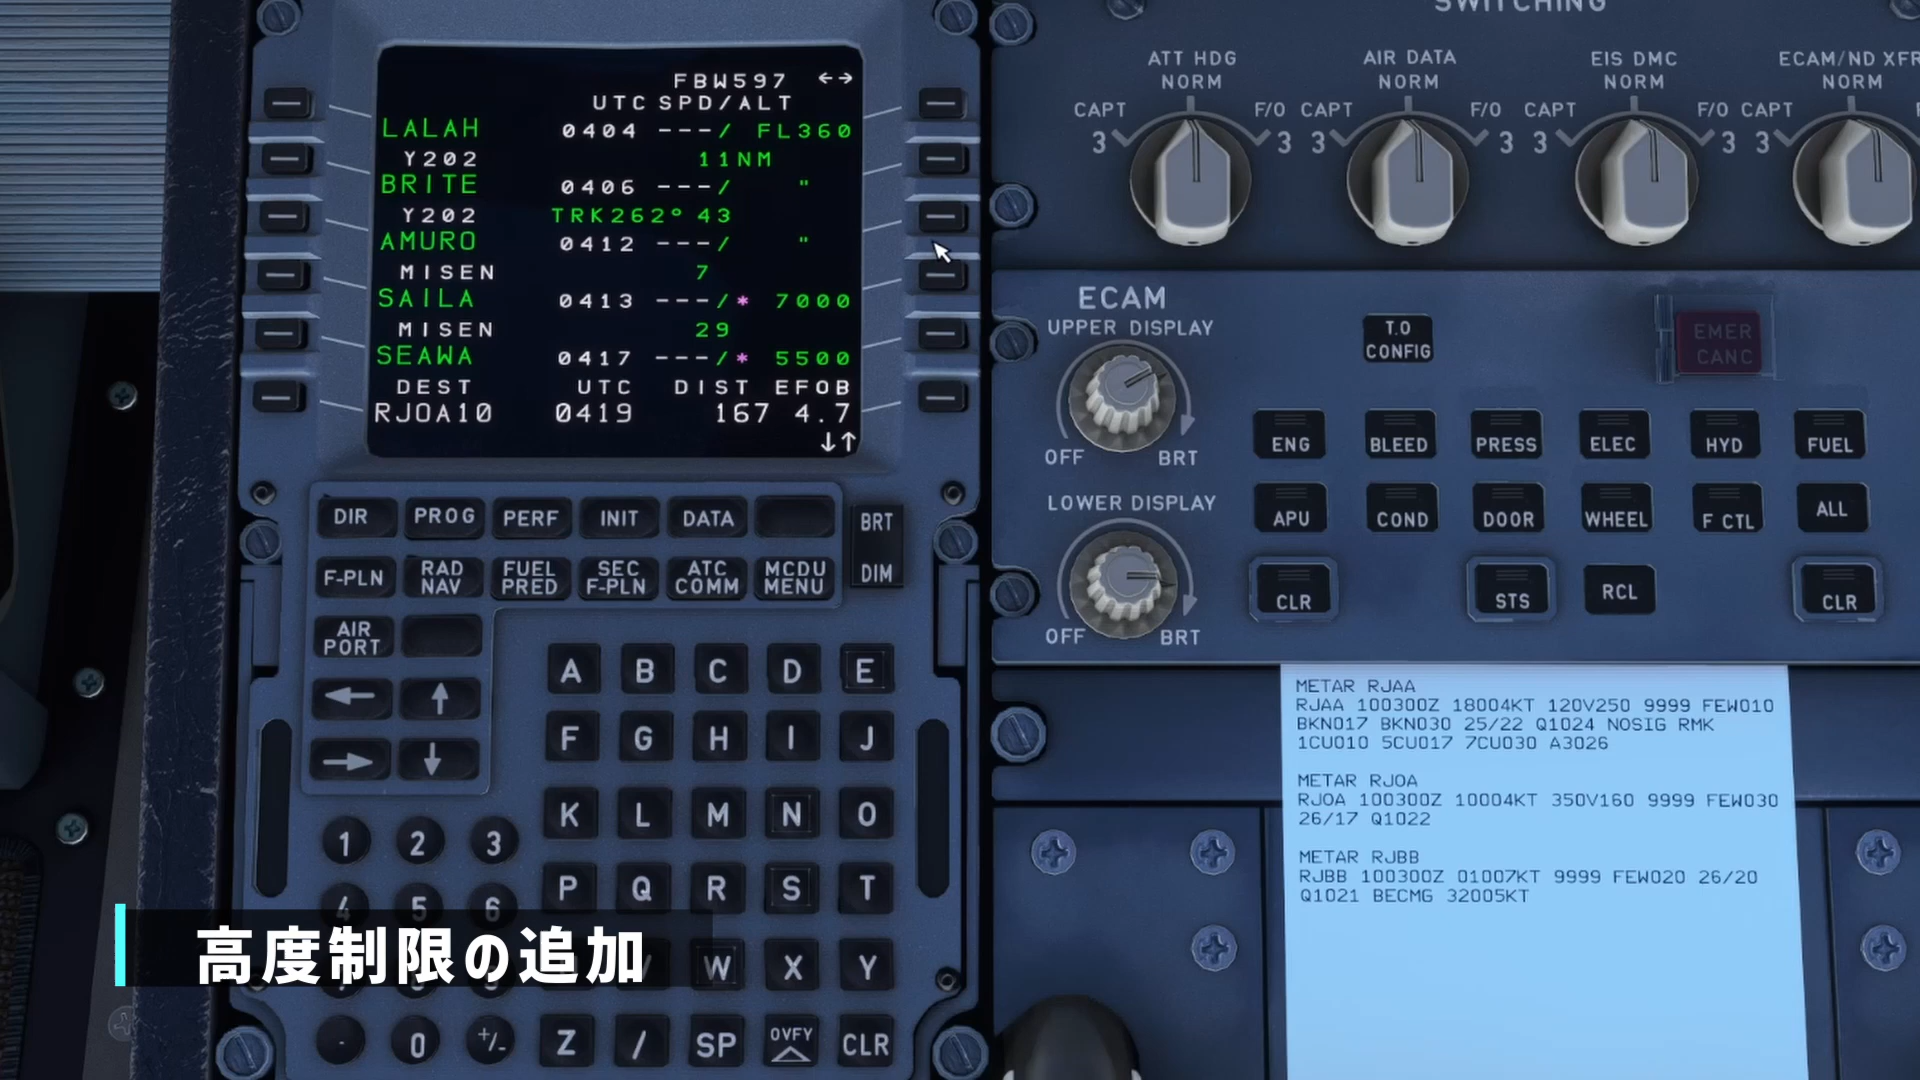 FBW597 ←→
UTC SPD/ALT
LALAH 0404 ---/ FL360
Y202 11NM
BRITE 0406 ---/ "
Y202 TRK262° 43
AMURO 0412 ---/ "
MISEN 7
SAILA 0413 ---/* 7000
MISEN 29
SEAWA 0417 ---/* 5500
DEST UTC DIST EFOB
RJOA10 0419 167 4.7
↓↑
DIR PROG PERF INIT DATA
BRT
DIM
F-PLN RAD NAV FUEL PRED SEC F-PLN ATC COMM MCDU MENU
AIR PORT
← ↑
→ ↓
A B C D E
F G H I J
K L M N O
1 2 3
P Q R S T
4 5 6
W X Y
0 +/- Z / SP OVFY CLR
高度制限の追加
SWITCHING
ATT HDG AIR DATA EIS DMC ECAM/ND XFR
NORM NORM NORM NORM
CAPT F/O CAPT F/O CAPT F/O CAPT
3 3 3 3 3 3 3
ECAM
UPPER DISPLAY
OFF BRT
T.O CONFIG
EMER CANC
ENG BLEED PRESS ELEC HYD FUEL
LOWER DISPLAY
OFF BRT
APU COND DOOR WHEEL F CTL ALL
CLR STS RCL CLR
METAR RJAA
RJAA 100300Z 18004KT 120V250 9999 FEW010
BKN017 BKN030 25/22 Q1024 NOSIG RMK
1CU010 5CU017 7CU030 A3026
METAR RJOA
RJOA 100300Z 10004KT 350V160 9999 FEW030
26/17 Q1022
METAR RJBB
RJBB 100300Z 01007KT 9999 FEW020 26/20
Q1021 BECMG 32005KT